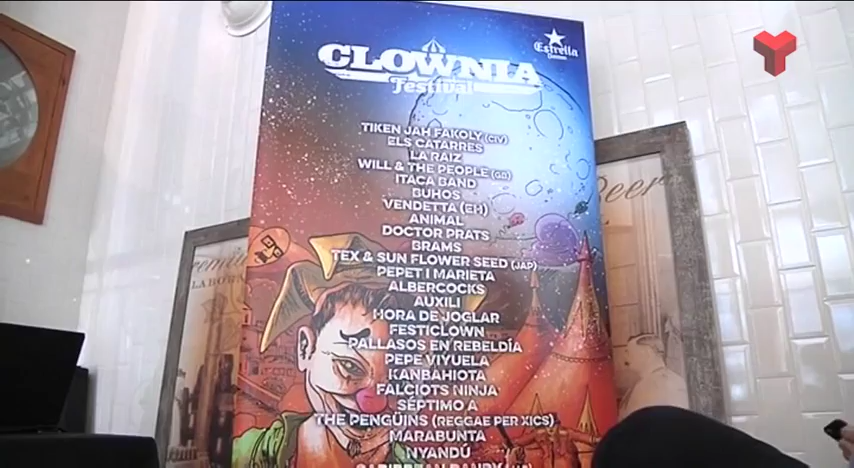 Estrella
Damm
CLOWNIA
Festival
TIKEN JAH FAKOLY (CIV)
ELS CATARRES
LA RAIZ
WILL & THE PEOPLE (GB)
ITACA BAND
BUHOS
VENDETTA (EH)
ANIMAL
DOCTOR PRATS
BRAMS
TEX & SUN FLOWER SEED (JAP)
PEPET I MARIETA
ALBERCOCKS
AUXILI
HORA DE JOGLAR
FESTICLOWN
PALLASOS EN REBELDÍA
PEPE VIYUELA
KANBAHIOTA
FALCIOTS NINJA
SÉPTIMO A
THE PENGÜINS (REGGAE PER XICS)
MARABUNTA
NYANDÚ
Beer